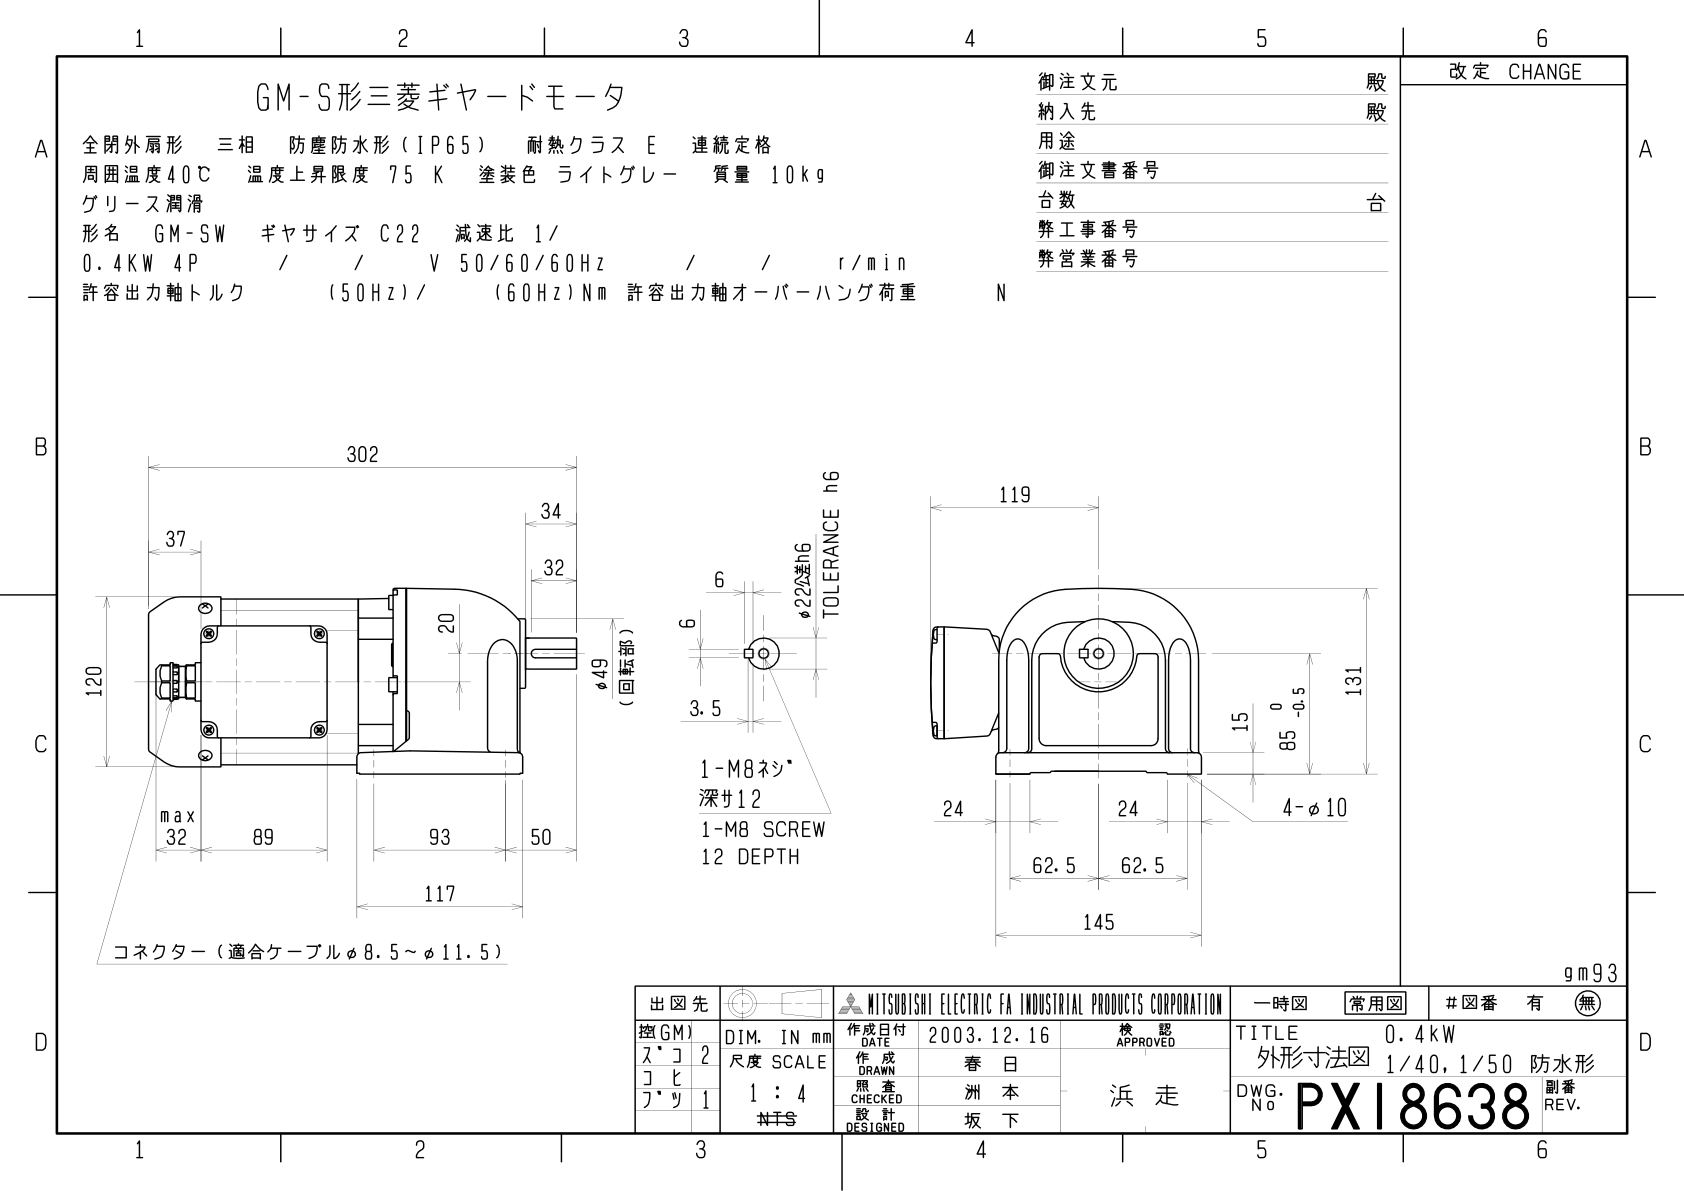 1 2 3 4 5 6
改定 CHANGE
GM-S形三菱ギヤードモータ
全閉外扇形 三相 防塵防水形(IP65) 耐熱クラス E 連続定格
周囲温度40℃ 温度上昇限度 75 K 塗装色 ライトグレー 質量 10kg
グリース潤滑
形名 GM-SW ギヤサイズ C22 減速比 1/
0.4KW 4P / / V 50/60/60Hz / / r/min
許容出力軸トルク (50Hz)/ (60Hz)Nm 許容出力軸オーバーハング荷重 N
御注文元 殿
納入先 殿
用途
御注文書番号
台数 台
弊工事番号
弊営業番号
A A
B B
C C
D D
302
34
37
32
20
120
φ49
(回転部)
max
32
89
93
50
117
コネクター(適合ケーブルφ8.5~φ11.5)
6
6
3.5
φ22公差h6
TOLERANCE h6
1-M8ネジ
深サ12
1-M8 SCREW
12 DEPTH
119
131
15
85 0 -0.5
24
24
4-φ10
62.5
62.5
145
gm93
出図先
控(GM)
ズコ 2
コヒ
ブツ 1
DIM. IN mm
尺度 SCALE
1 : 4
NTS
MITSUBISHI ELECTRIC FA INDUSTRIAL PRODUCTS CORPORATION
作成日付 DATE 2003.12.16
検認 APPROVED
作成 DRAWN 春日
照査 CHECKED 洲本
浜走
設計 DESIGNED 坂下
一時図 常用図 #図番 有 無
TITLE 0.4kW
外形寸法図 1/40,1/50 防水形
DWG. No PX18638 副番 REV.
1 2 3 4 5 6